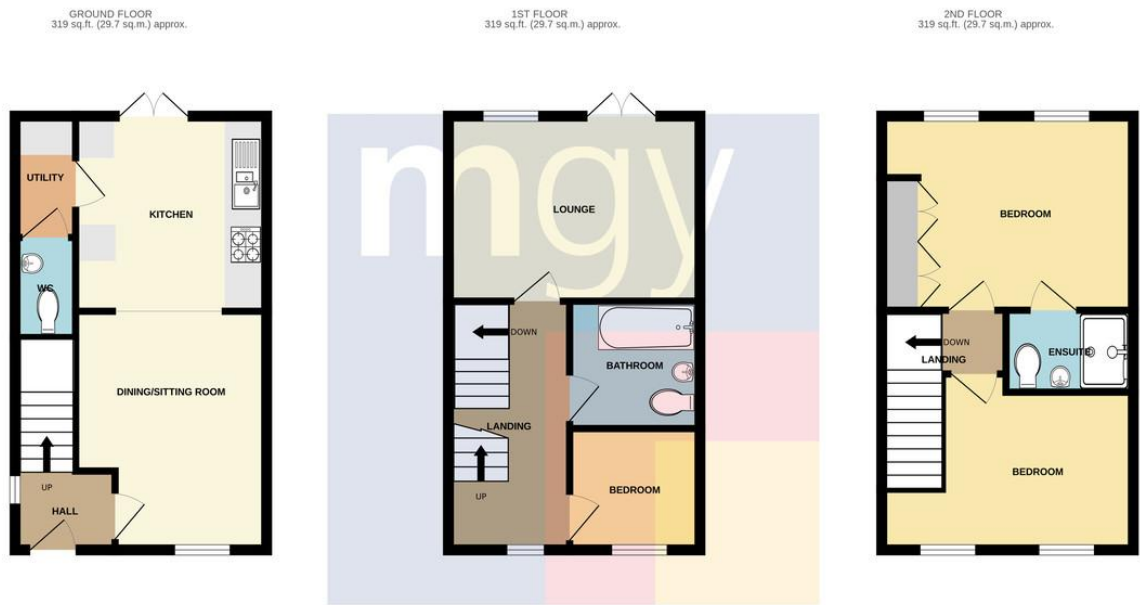 GROUND FLOOR
319 sq.ft. (29.7 sq.m.) approx.
UTILITY
KITCHEN
WC
DINING/SITTING ROOM
UP
HALL
1ST FLOOR
319 sq.ft. (29.7 sq.m.) approx.
mgy
LOUNGE
DOWN
BATHROOM
LANDING
BEDROOM
UP
2ND FLOOR
319 sq.ft. (29.7 sq.m.) approx.
BEDROOM
DOWN
LANDING
ENSUITE
BEDROOM